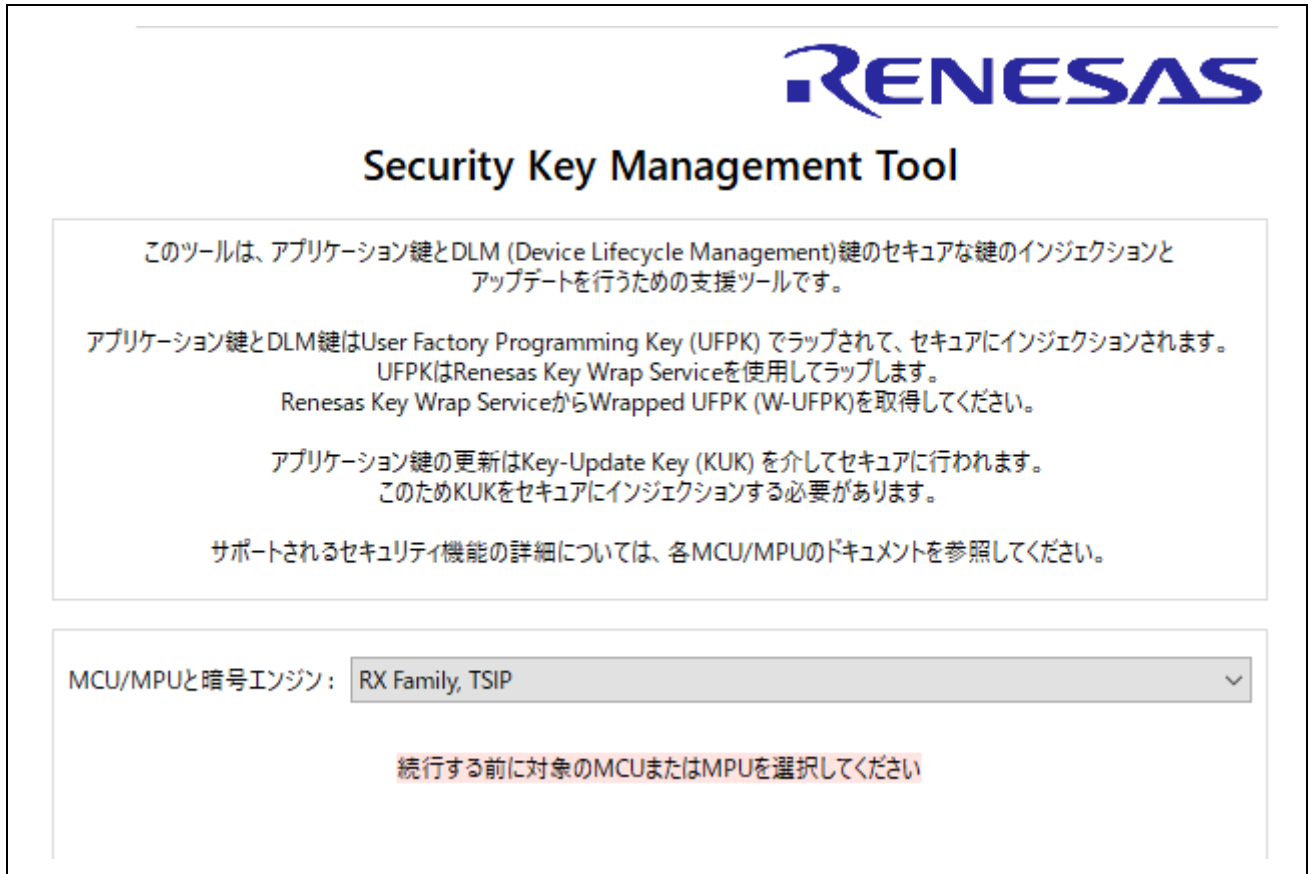 RENESAS
Security Key Management Tool
このツールは、アプリケーション鍵とDLM (Device Lifecycle Management)鍵のセキュアな鍵のインジェクションと
アップデートを行うための支援ツールです。
アプリケーション鍵とDLM鍵はUser Factory Programming Key (UFPK) でラップされて、セキュアにインジェクションされます。
UFPKはRenesas Key Wrap Serviceを使用してラップします。
Renesas Key Wrap ServiceからWrapped UFPK (W-UFPK)を取得してください。
アプリケーション鍵の更新はKey-Update Key (KUK) を介してセキュアに行われます。
このためKUKをセキュアにインジェクションする必要があります。
サポートされるセキュリティ機能の詳細については、各MCU/MPUのドキュメントを参照してください。
MCU/MPUと暗号エンジン : RX Family, TSIP
続行する前に対象のMCUまたはMPUを選択してください